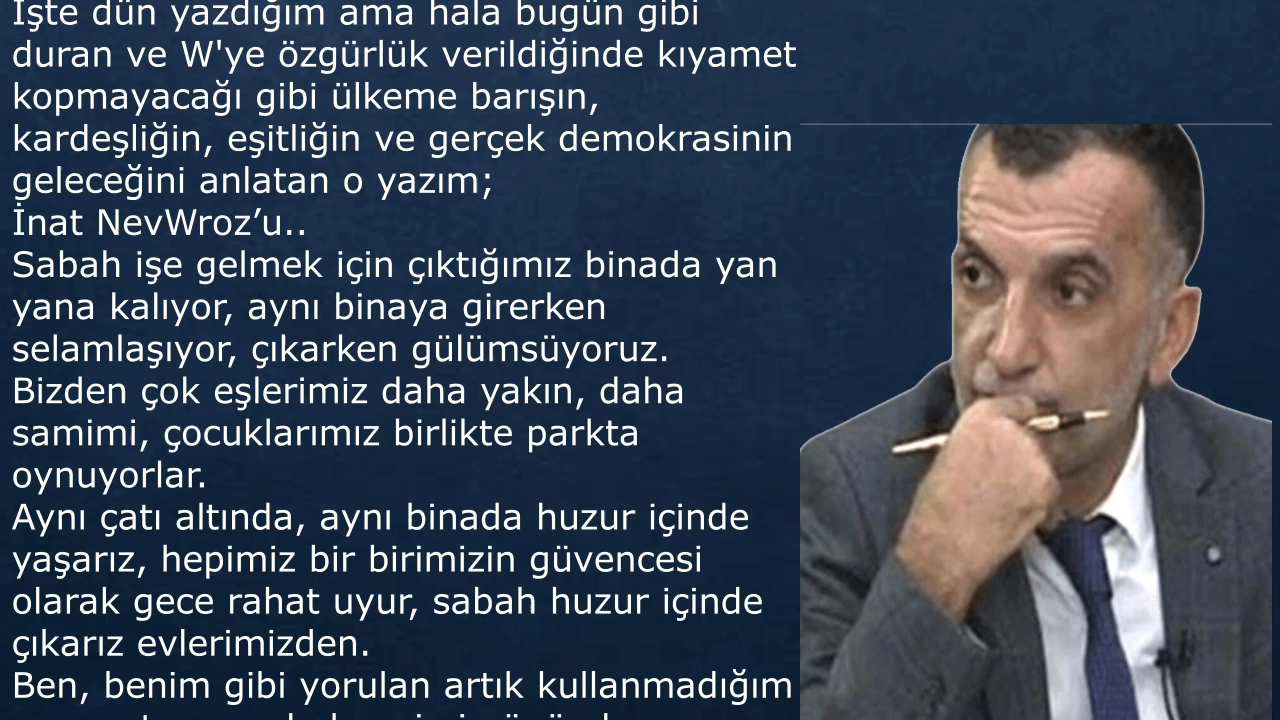 İşte dün yazdığım ama hala bugün gibi
duran ve W'ye özgürlük verildiğinde kıyamet
kopmayacağı gibi ülkeme barışın,
kardeşliğin, eşitliğin ve gerçek demokrasinin
geleceğini anlatan o yazım;
İnat NevWroz’u..
Sabah işe gelmek için çıktığımız binada yan
yana kalıyor, aynı binaya girerken
selamlaşıyor, çıkarken gülümsüyoruz.
Bizden çok eşlerimiz daha yakın, daha
samimi, çocuklarımız birlikte parkta
oynuyorlar.
Aynı çatı altında, aynı binada huzur içinde
yaşarız, hepimiz bir birimizin güvencesi
olarak gece rahat uyur, sabah huzur içinde
çıkarız evlerimizden.
Ben, benim gibi yorulan artık kullanmadığım